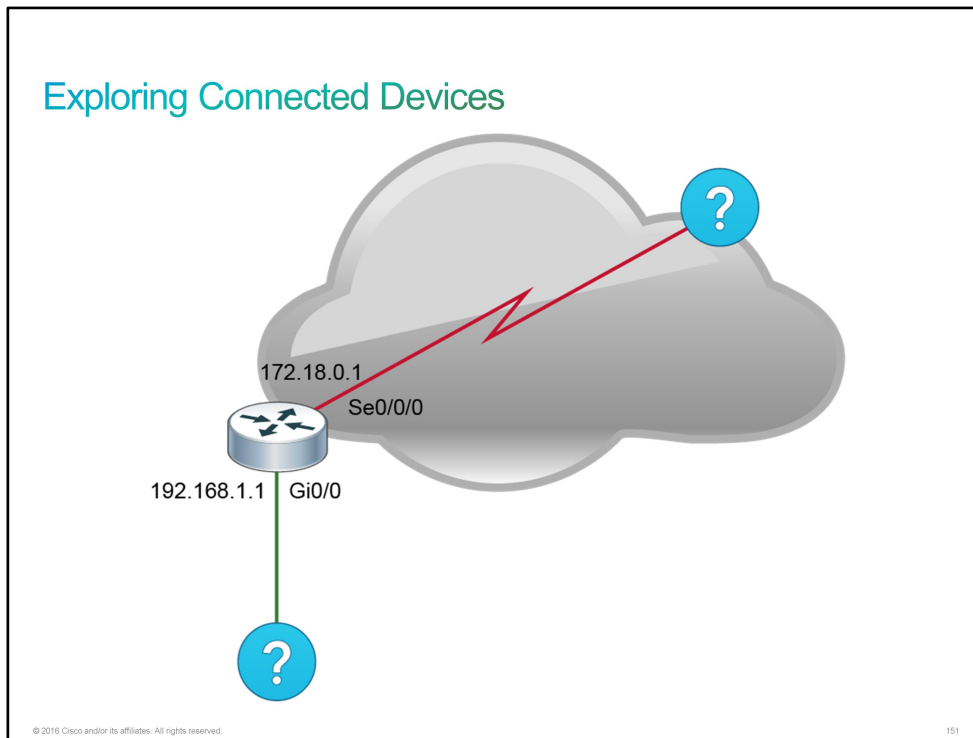 Exploring Connected Devices
?
172.18.0.1
Se0/0/0
192.168.1.1 Gi0/0
?
© 2016 Cisco and/or its affiliates. All rights reserved. 151